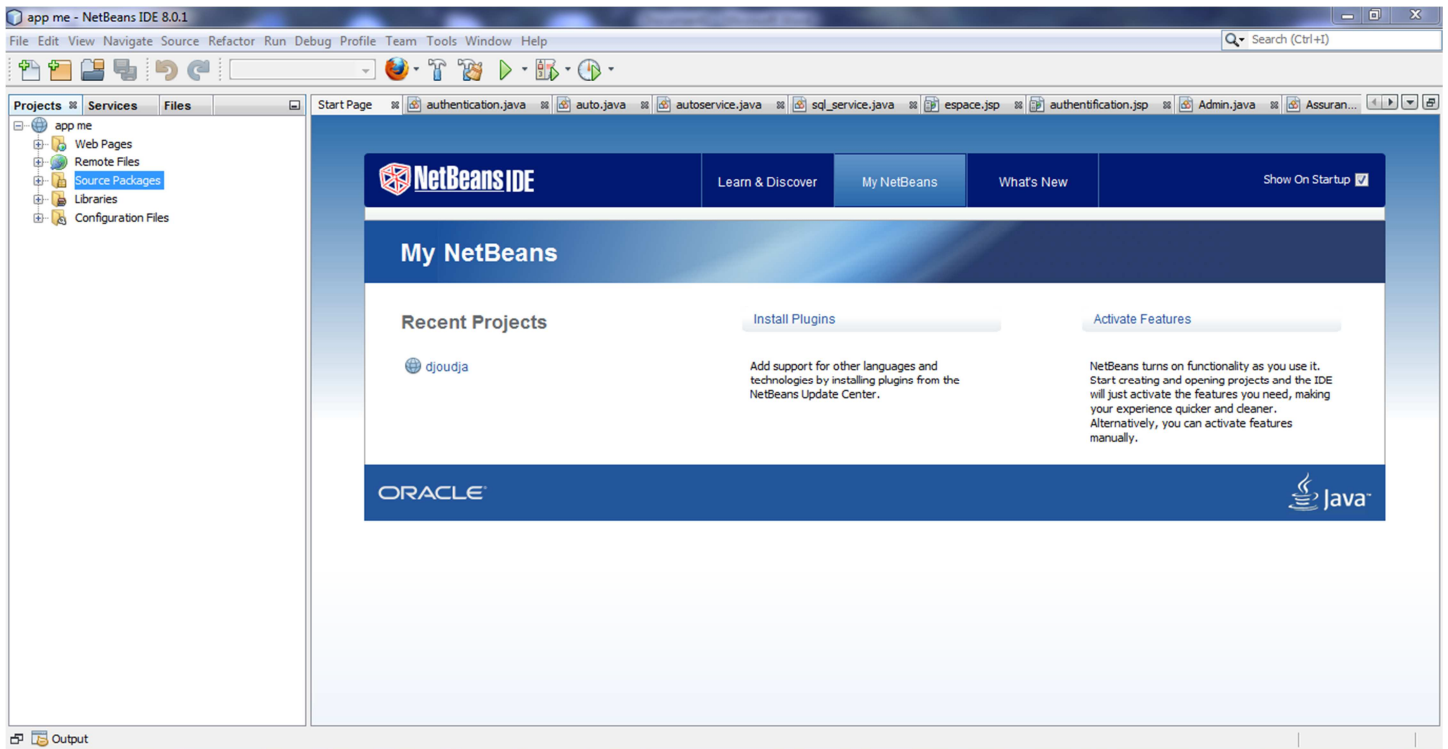 app me - NetBeans IDE 8.0.1
File Edit View Navigate Source Refactor Run Debug Profile Team Tools Window Help
Search (Ctrl+I)
Projects Services Files
Start Page authentication.java auto.java autoservice.java sql_service.java espace.jsp authentification.jsp Admin.java Assuran...
app me
Web Pages
Remote Files
Source Packages
Libraries
Configuration Files
NetBeans IDE
Learn & Discover
My NetBeans
What's New
Show On Startup
My NetBeans
Recent Projects
djoudja
Install Plugins
Add support for other languages and
technologies by installing plugins from the
NetBeans Update Center.
Activate Features
NetBeans turns on functionality as you use it.
Start creating and opening projects and the IDE
will just activate the features you need, making
your experience quicker and cleaner.
Alternatively, you can activate features
manually.
ORACLE
Java
Output